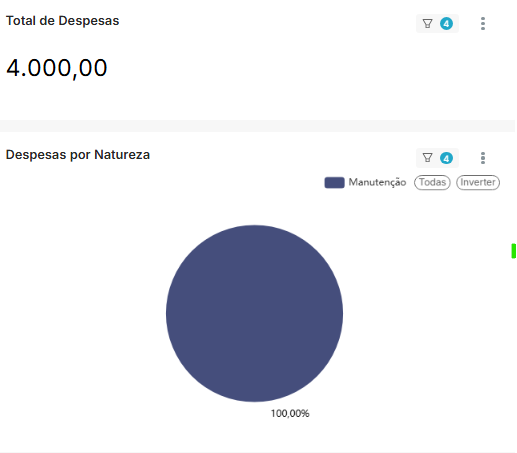 Total de Despesas
4
4.000,00
Despesas por Natureza
4
Manutenção Todas Inverter
100,00%